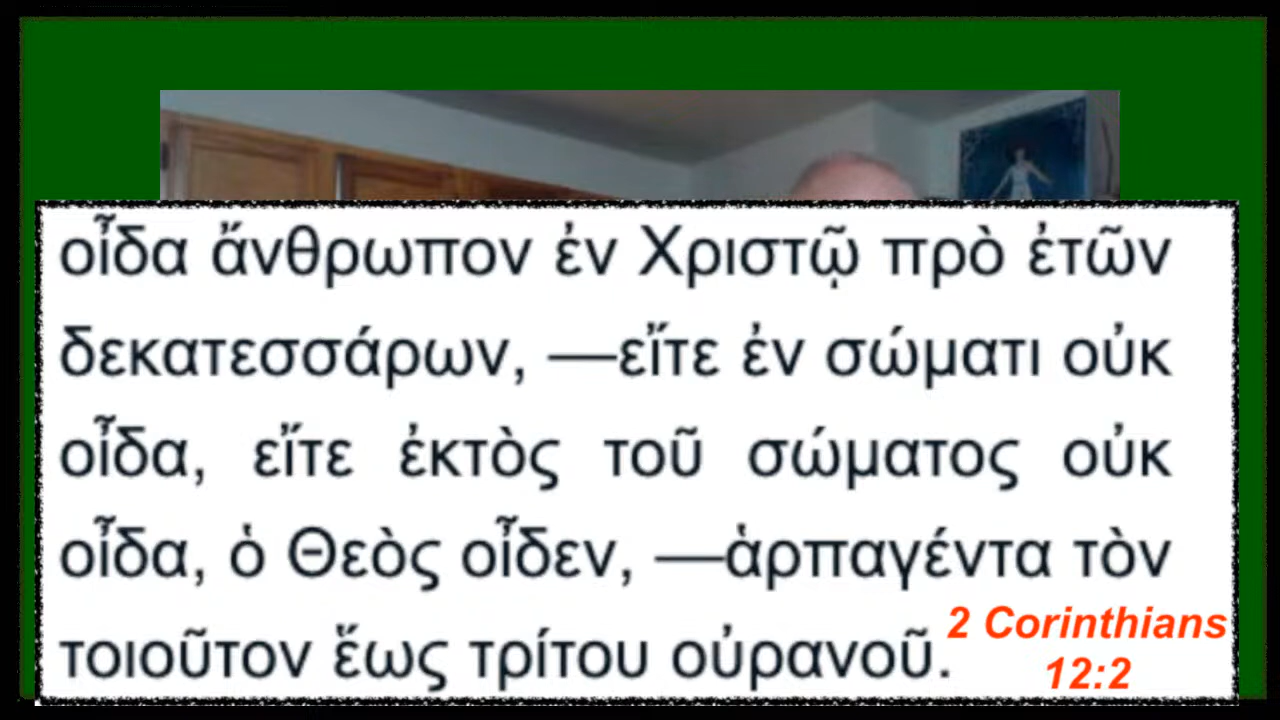 οἶδα ἄνθρωπον ἐν Χριστῷ πρὸ ἐτῶν
δεκατεσσάρων, —εἴτε ἐν σώματι οὐκ
οἶδα, εἴτε ἐκτὸς τοῦ σώματος οὐκ
οἶδα, ὁ Θεὸς οἶδεν, —ἁρπαγέντα τὸν
τοιοῦτον ἕως τρίτου οὐρανοῦ.
2 Corinthians
12:2